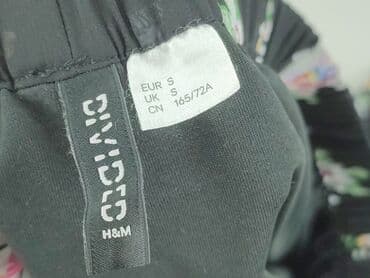 EUR S
UK S
CN 165/72A
DIVIDED
H&M